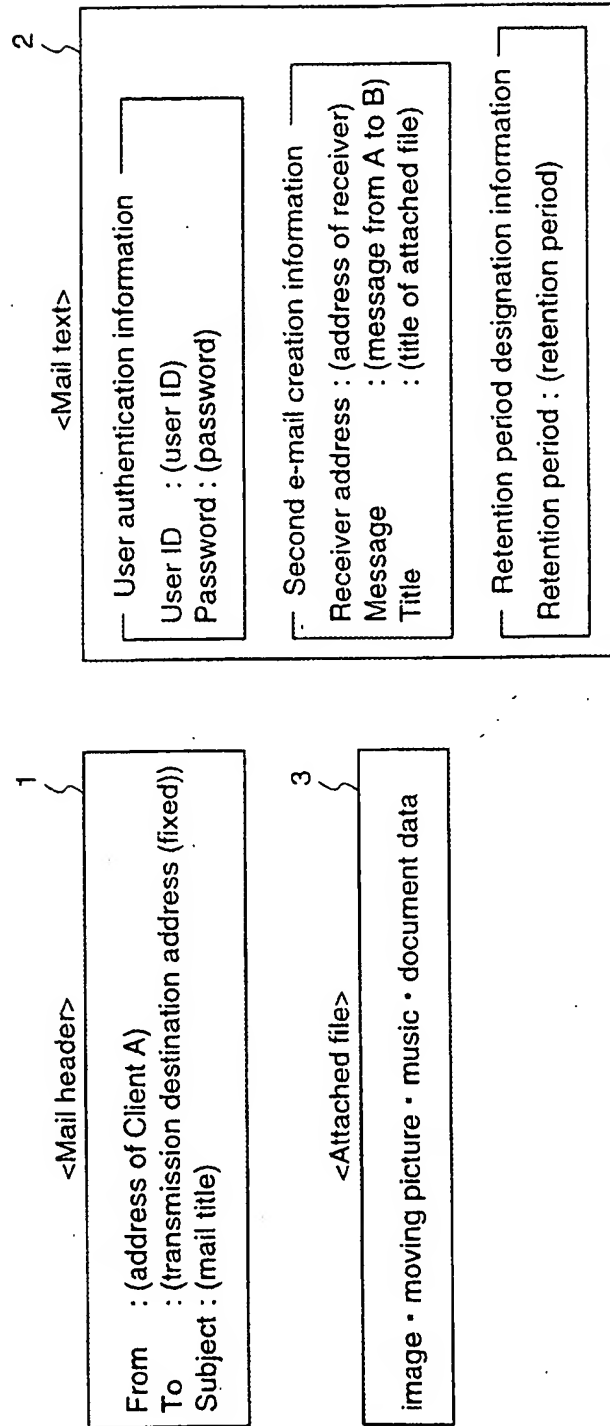 <Mail header>
1
From : (address of Client A)
To : (transmission destination address (fixed))
Subject : (mail title)
<Attached file>
3
image・moving picture・music・document data
<Mail text>
2
User authentication information
User ID : (user ID)
Password : (password)
Second e-mail creation information
Receiver address : (address of receiver)
Message : (message from A to B)
Title : (title of attached file)
Retention period designation information
Retention period : (retention period)